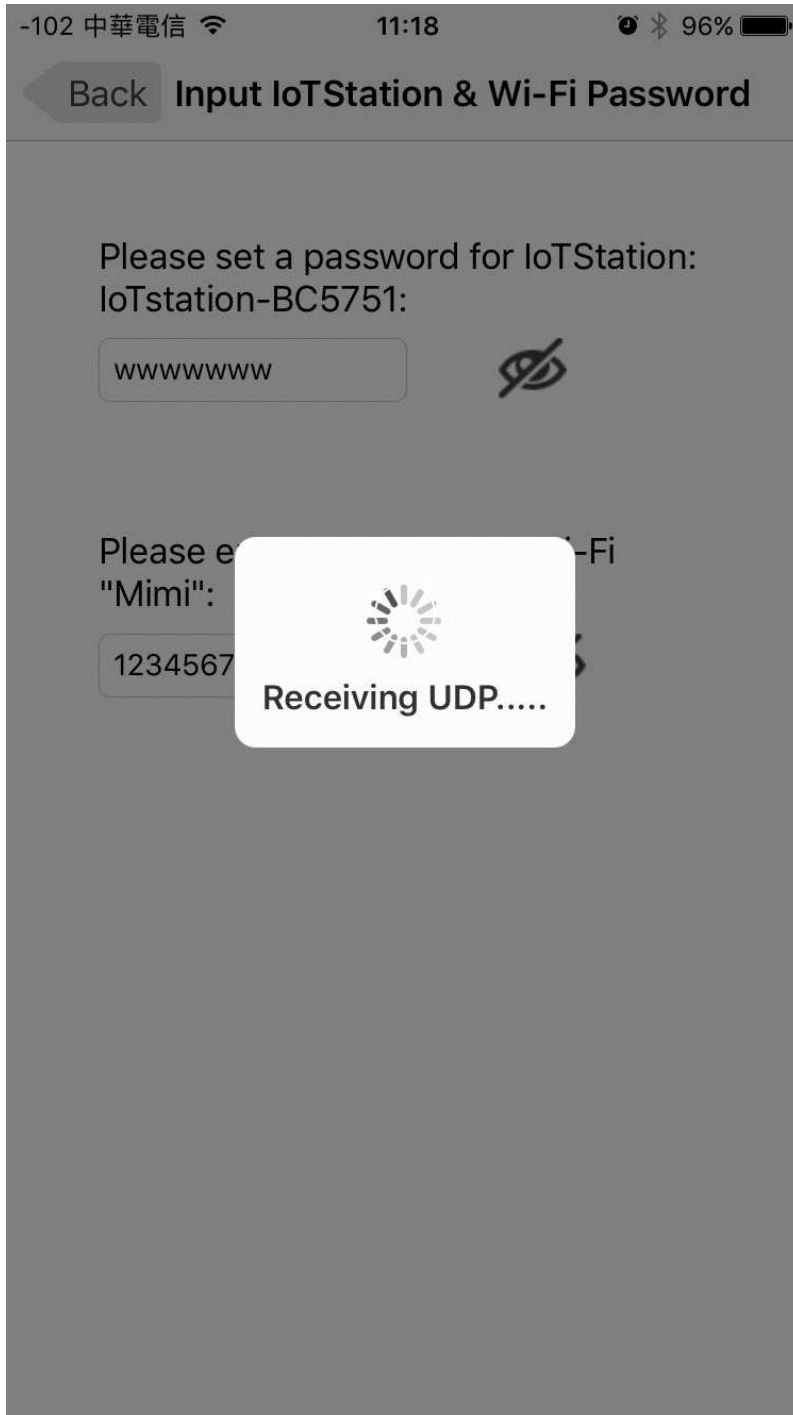 -102 中華電信 11:18 96%
Back Input IoTStation & Wi-Fi Password
Please set a password for IoTStation:
IoTstation-BC5751:
wwwwwww
Please -Fi
"Mimi":
1234567
Receiving UDP.....